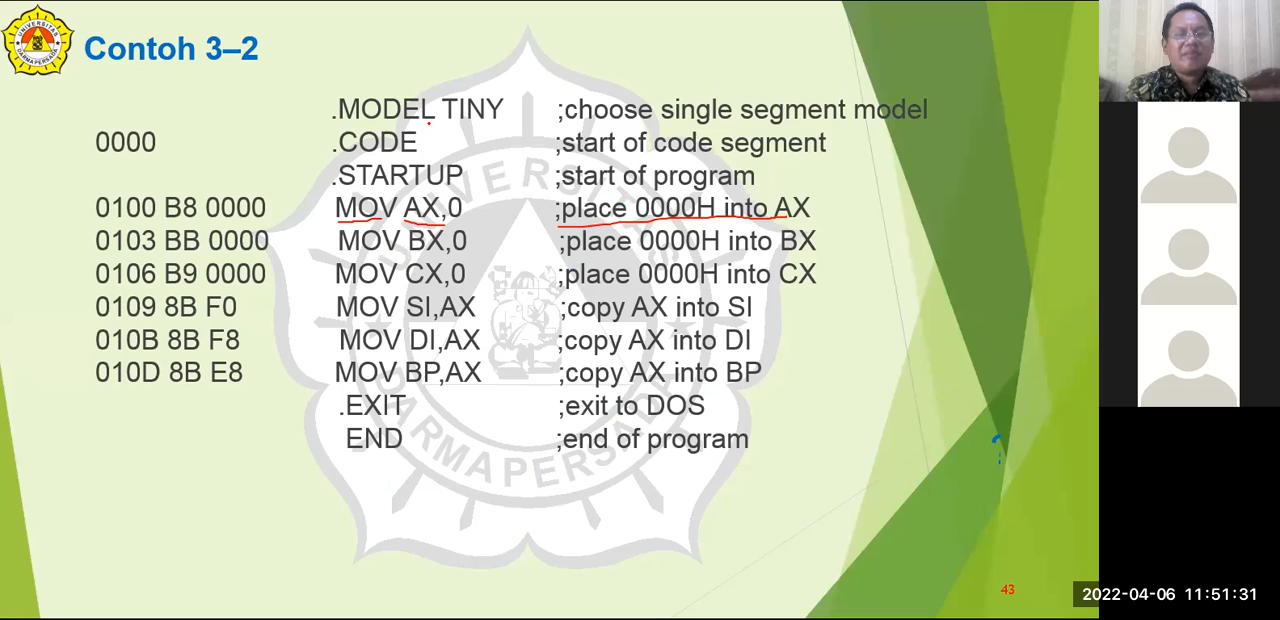 Contoh 3–2
.MODEL TINY ;choose single segment model
0000 .CODE ;start of code segment
.STARTUP ;start of program
0100 B8 0000 MOV AX,0 ;place 0000H into AX
0103 BB 0000 MOV BX,0 ;place 0000H into BX
0106 B9 0000 MOV CX,0 ;place 0000H into CX
0109 8B F0 MOV SI,AX ;copy AX into SI
010B 8B F8 MOV DI,AX ;copy AX into DI
010D 8B E8 MOV BP,AX ;copy AX into BP
.EXIT ;exit to DOS
END ;end of program
UNIVERSITAS
DARMA PERSADA
43
2022-04-06 11:51:31